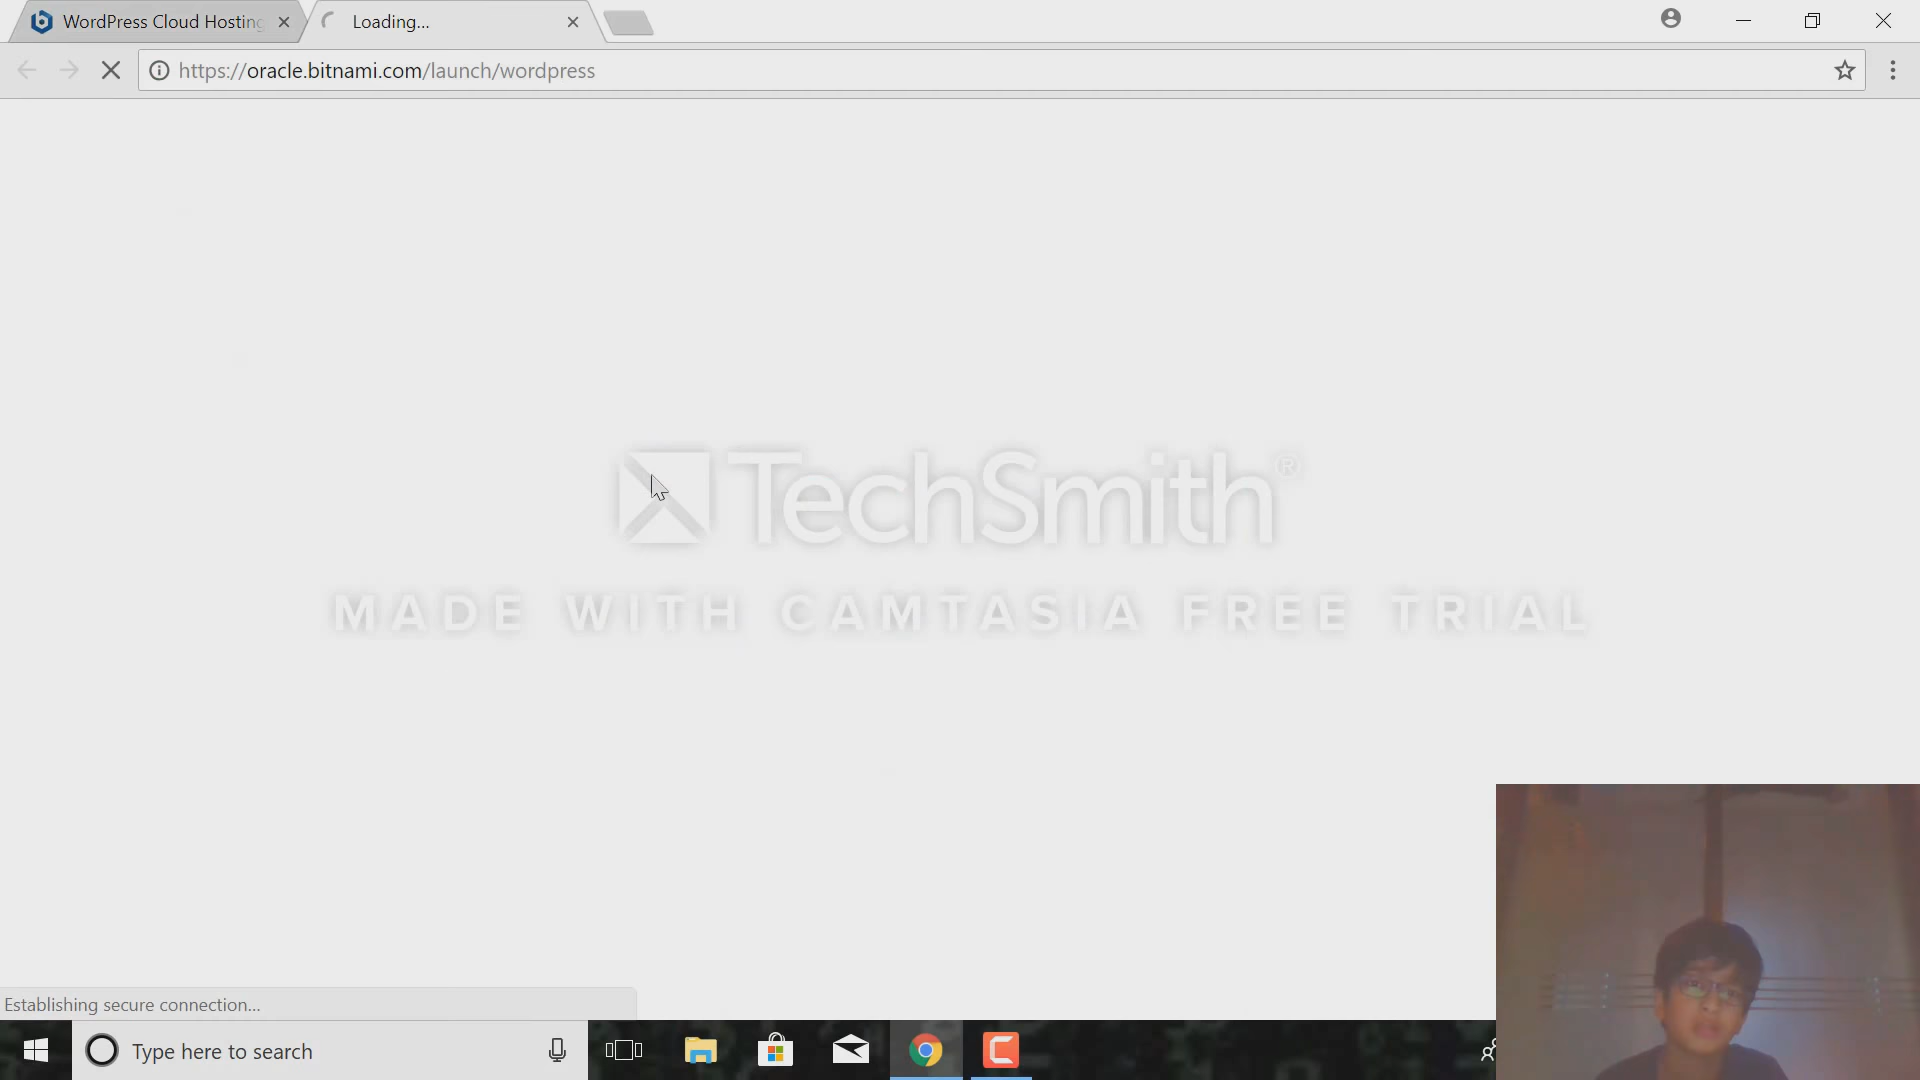 WordPress Cloud Hosting
Loading...
https://oracle.bitnami.com/launch/wordpress
TechSmith®
MADE WITH CAMTASIA FREE TRIAL
Establishing secure connection...
Type here to search